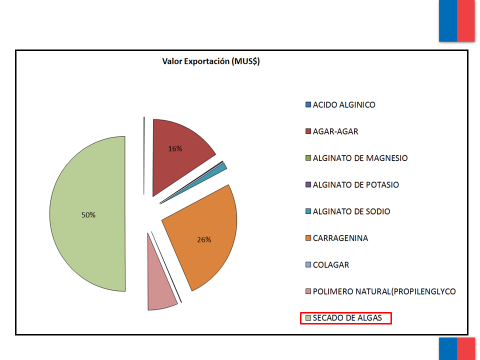 Valor Exportación (MUS$)
16%
50%
26%
ACIDO ALGINICO
AGAR-AGAR
ALGINATO DE MAGNESIO
ALGINATO DE POTASIO
ALGINATO DE SODIO
CARRAGENINA
COLAGAR
POLIMERO NATURAL(PROPILENGLYCO
SECADO DE ALGAS